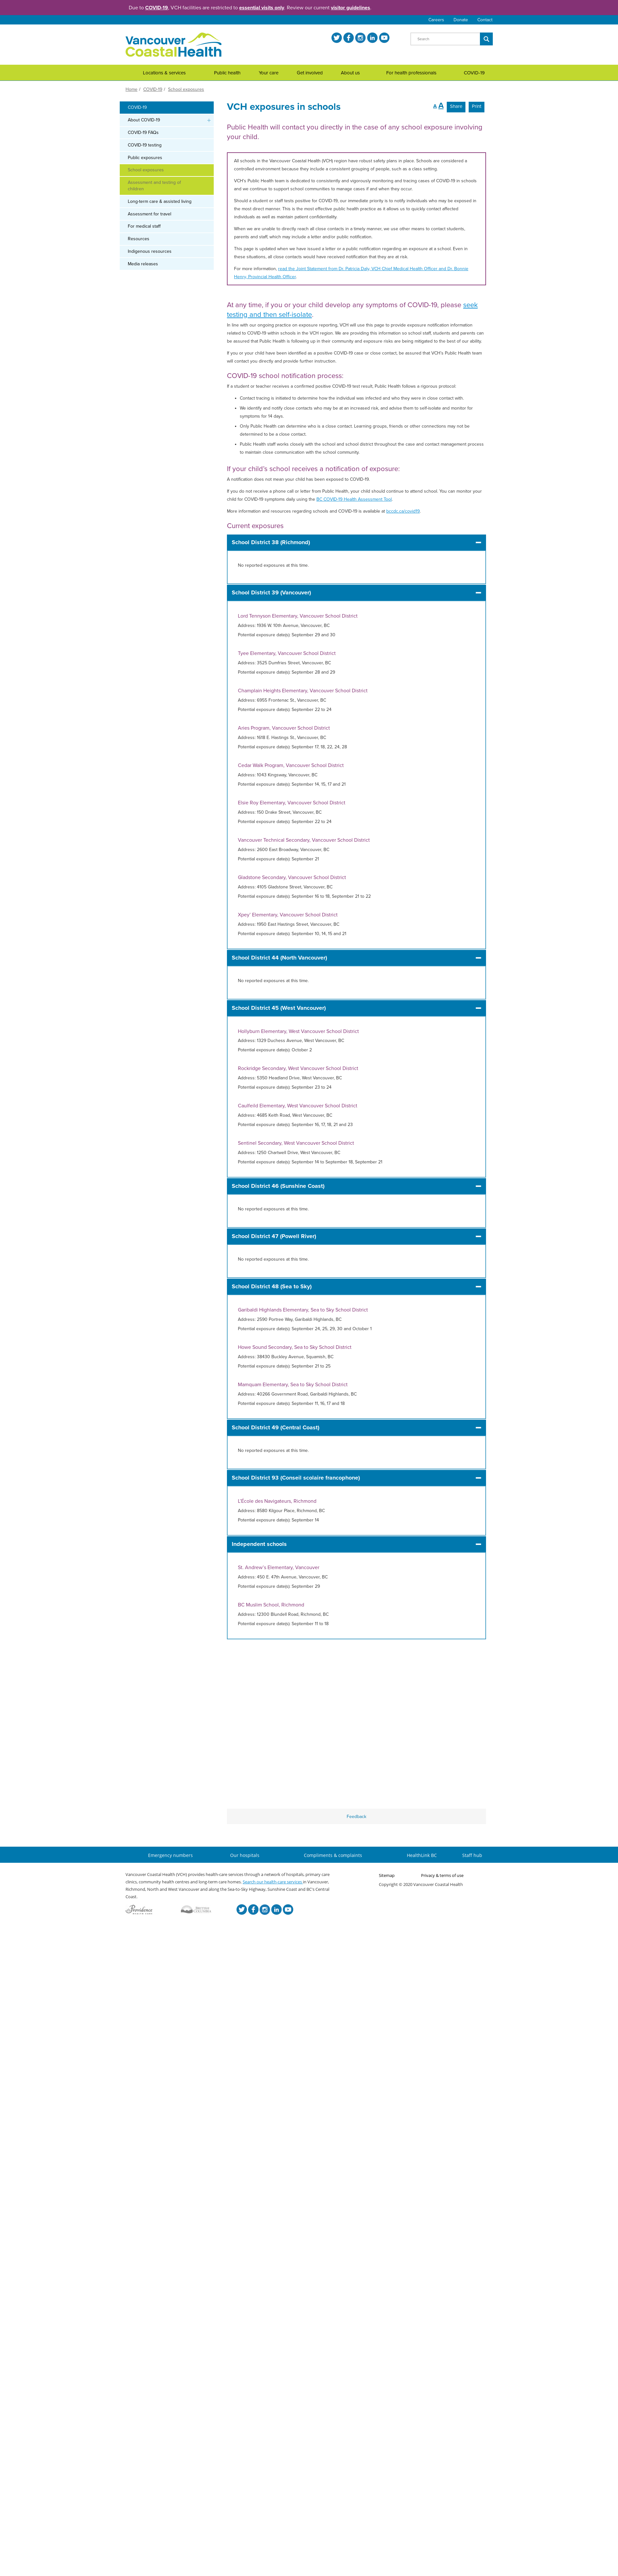 Due to COVID-19, VCH facilities are restricted to essential visits only. Review our current visitor guidelines.
Careers Donate Contact
Vancouver
CoastalHealth
Search
Locations & services Public health Your care Get involved About us For health professionals COVID-19
Home / COVID-19 / School exposures
COVID-19
About COVID-19 +
COVID-19 FAQs
COVID-19 testing
Public exposures
School exposures
Assessment and testing of
children
Long-term care & assisted living
Assessment for travel
For medical staff
Resources
Indigenous resources
Media releases
VCH exposures in schools
A A Share Print
Public Health will contact you directly in the case of any school exposure involving
your child.
All schools in the Vancouver Coastal Health (VCH) region have robust safety plans in place. Schools are considered a
controlled environment because they include a consistent grouping of people, such as a class setting.
VCH's Public Health team is dedicated to consistently and vigorously monitoring and tracing cases of COVID-19 in schools
and we continue to support school communities to manage cases if and when they occur.
Should a student or staff tests positive for COVID-19, our immediate priority is to notify anyone who may be exposed to the virus in
the most direct manner. This is the most effective public health practice as it allows us to quickly contact affected
individuals as well as maintain patient confidentiality.
When we are unable to directly reach all close contacts in a timely manner, we may use other means to contact students,
parents and staff, which may include a letter and/or public notification.
This page is updated when we have issued a letter or a public notification regarding an exposure at a school. Even in
these situations, all close contacts would have received notification that they are at risk.
For more information, read the Joint Statement from Dr. Patricia Daly, VCH Chief Medical Health Officer and Dr. Bonnie
Henry, Provincial Health Officer.
At any time, if you or your child develop any symptoms of COVID-19, please seek
testing and then self-isolate.
In line with our ongoing practice on exposure reporting, VCH will use this page to provide exposure notification information
related to COVID-19 within schools in the VCH region. We are providing this information so school staff, students and parents can
be assured that Public Health is following up in their community and exposure risks are being mitigated to the best of our ability.
If you or your child have been identified as a positive COVID-19 case or close contact, be assured that VCH's Public Health team
will contact you directly and provide further instruction.
COVID-19 school notification process:
If a student or teacher receives a confirmed positive COVID-19 test result, Public Health follows a rigorous protocol:
• Contact tracing is initiated to determine how the individual was infected and who they were in close contact with.
• We identify and notify close contacts who may be at an increased risk, and advise them to self-isolate and monitor for
symptoms for 14 days.
• Only Public Health can determine who is a close contact. Learning groups, friends or other connections may not be
determined to be a close contact.
• Public Health staff works closely with the school and school district throughout the case and contact management process
to maintain close communication with the school community.
If your child's school receives a notification of exposure:
A notification does not mean your child has been exposed to COVID-19.
If you do not receive a phone call or letter from Public Health, your child should continue to attend school. You can monitor your
child for COVID-19 symptoms daily using the BC COVID-19 Health Assessment Tool.
More information and resources regarding schools and COVID-19 is available at bccdc.ca/covid19.
Current exposures
School District 38 (Richmond)
No reported exposures at this time.
School District 39 (Vancouver)
Lord Tennyson Elementary, Vancouver School District
Address: 1936 W. 10th Avenue, Vancouver, BC
Potential exposure date(s): September 29 and 30
Tyee Elementary, Vancouver School District
Address: 3525 Dumfries Street, Vancouver, BC
Potential exposure date(s): September 28 and 29
Champlain Heights Elementary, Vancouver School District
Address: 6955 Frontenac St., Vancouver, BC
Potential exposure date(s): September 22 to 24
Aries Program, Vancouver School District
Address: 1618 E. Hastings St., Vancouver, BC
Potential exposure date(s): September 17, 18, 22, 24, 28
Cedar Walk Program, Vancouver School District
Address: 1043 Kingsway, Vancouver, BC
Potential exposure date(s): September 14, 15, 17 and 21
Elsie Roy Elementary, Vancouver School District
Address: 150 Drake Street, Vancouver, BC
Potential exposure date(s): September 22 to 24
Vancouver Technical Secondary, Vancouver School District
Address: 2600 East Broadway, Vancouver, BC
Potential exposure date(s): September 21
Gladstone Secondary, Vancouver School District
Address: 4105 Gladstone Street, Vancouver, BC
Potential exposure date(s): September 16 to 18, September 21 to 22
Xpey' Elementary, Vancouver School District
Address: 1950 East Hastings Street, Vancouver, BC
Potential exposure date(s): September 10, 14, 15 and 21
School District 44 (North Vancouver)
No reported exposures at this time.
School District 45 (West Vancouver)
Hollyburn Elementary, West Vancouver School District
Address: 1329 Duchess Avenue, West Vancouver, BC
Potential exposure date(s): October 2
Rockridge Secondary, West Vancouver School District
Address: 5350 Headland Drive, West Vancouver, BC
Potential exposure date(s): September 23 to 24
Caulfeild Elementary, West Vancouver School District
Address: 4685 Keith Road, West Vancouver, BC
Potential exposure date(s): September 16, 17, 18, 21 and 23
Sentinel Secondary, West Vancouver School District
Address: 1250 Chartwell Drive, West Vancouver, BC
Potential exposure date(s): September 14 to September 18, September 21
School District 46 (Sunshine Coast)
No reported exposures at this time.
School District 47 (Powell River)
No reported exposures at this time.
School District 48 (Sea to Sky)
Garibaldi Highlands Elementary, Sea to Sky School District
Address: 2590 Portree Way, Garibaldi Highlands, BC
Potential exposure date(s): September 24, 25, 29, 30 and October 1
Howe Sound Secondary, Sea to Sky School District
Address: 38430 Buckley Avenue, Squamish, BC
Potential exposure date(s): September 21 to 25
Mamquam Elementary, Sea to Sky School District
Address: 40266 Government Road, Garibaldi Highlands, BC
Potential exposure date(s): September 11, 16, 17 and 18
School District 49 (Central Coast)
No reported exposures at this time.
School District 93 (Conseil scolaire francophone)
L'École des Navigateurs, Richmond
Address: 8580 Kilgour Place, Richmond, BC
Potential exposure date(s): September 14
Independent schools
St. Andrew's Elementary, Vancouver
Address: 450 E. 47th Avenue, Vancouver, BC
Potential exposure date(s): September 29
BC Muslim School, Richmond
Address: 12300 Blundell Road, Richmond, BC
Potential exposure date(s): September 11 to 18
Feedback
Emergency numbers Our hospitals Compliments & complaints HealthLink BC Staff hub
Vancouver Coastal Health (VCH) provides health care services through a network of hospitals, primary care
clinics, community health centres and long-term care homes. Search our health care services in Vancouver,
Richmond, North and West Vancouver and along the Sea-to-Sky Highway, Sunshine Coast and BC's Central
Coast.
Sitemap Privacy & terms of use
Copyright © 2020 Vancouver Coastal Health
Providence